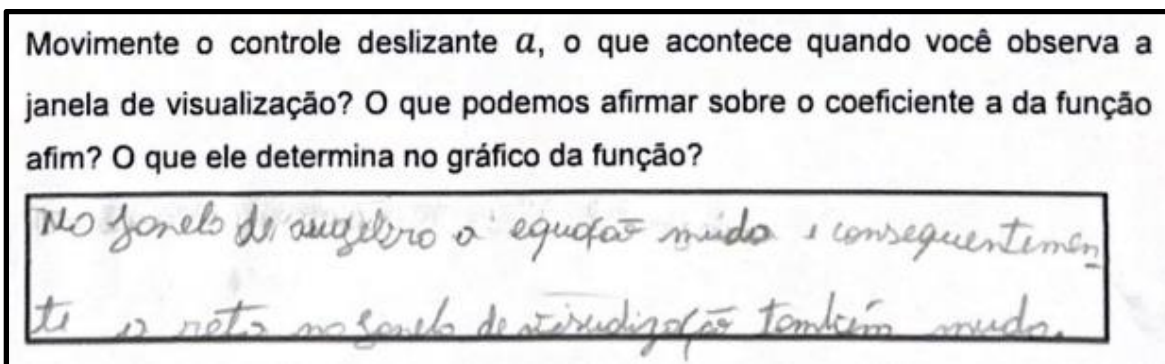 Movimente o controle deslizante a, o que acontece quando você observa a
janela de visualização? O que podemos afirmar sobre o coeficiente a da função
afim? O que ele determina no gráfico da função?
Na janela de a equação muda e consequentemen
te a reta na janela de visualização também muda.